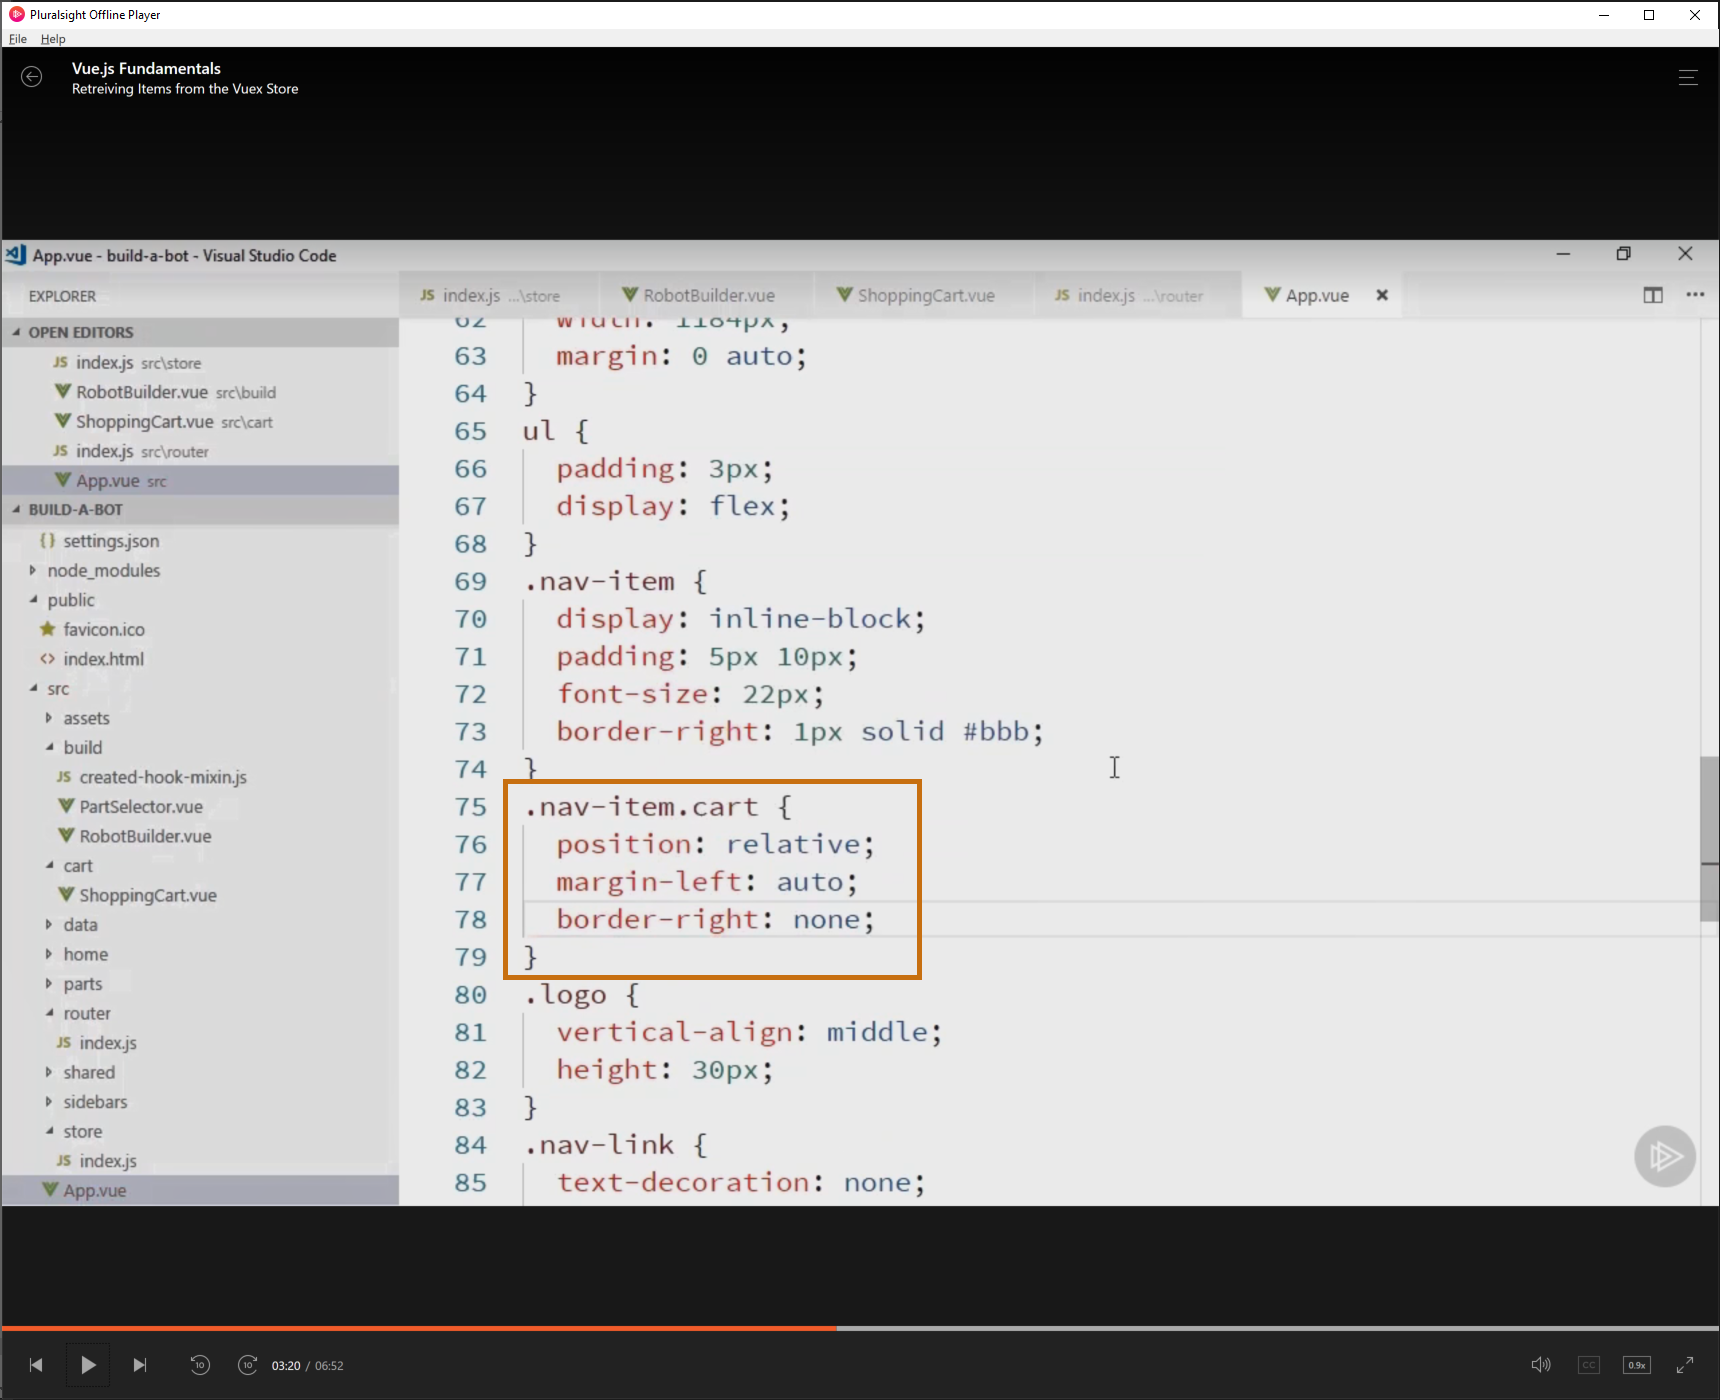 Pluralsight Offline Player
File Help
Vue.js Fundamentals
Retreiving Items from the Vuex Store
App.vue - build-a-bot - Visual Studio Code
EXPLORER
JS index.js ...\store
RobotBuilder.vue
ShoppingCart.vue
JS index.js ...\router
App.vue
OPEN EDITORS
JS index.js src\store
RobotBuilder.vue src\build
ShoppingCart.vue src\cart
JS index.js src\router
App.vue src
BUILD-A-BOT
{} settings.json
node_modules
public
favicon.ico
<> index.html
src
assets
build
JS created-hook-mixin.js
PartSelector.vue
RobotBuilder.vue
cart
ShoppingCart.vue
data
home
parts
router
JS index.js
shared
sidebars
store
JS index.js
App.vue
62 width: 1184px;
63 margin: 0 auto;
64 }
65 ul {
66 padding: 3px;
67 display: flex;
68 }
69 .nav-item {
70 display: inline-block;
71 padding: 5px 10px;
72 font-size: 22px;
73 border-right: 1px solid #bbb;
74 }
75 .nav-item.cart {
76 position: relative;
77 margin-left: auto;
78 border-right: none;
79 }
80 .logo {
81 vertical-align: middle;
82 height: 30px;
83 }
84 .nav-link {
85 text-decoration: none;
10
10
03:20 / 06:52
CC
0.9x